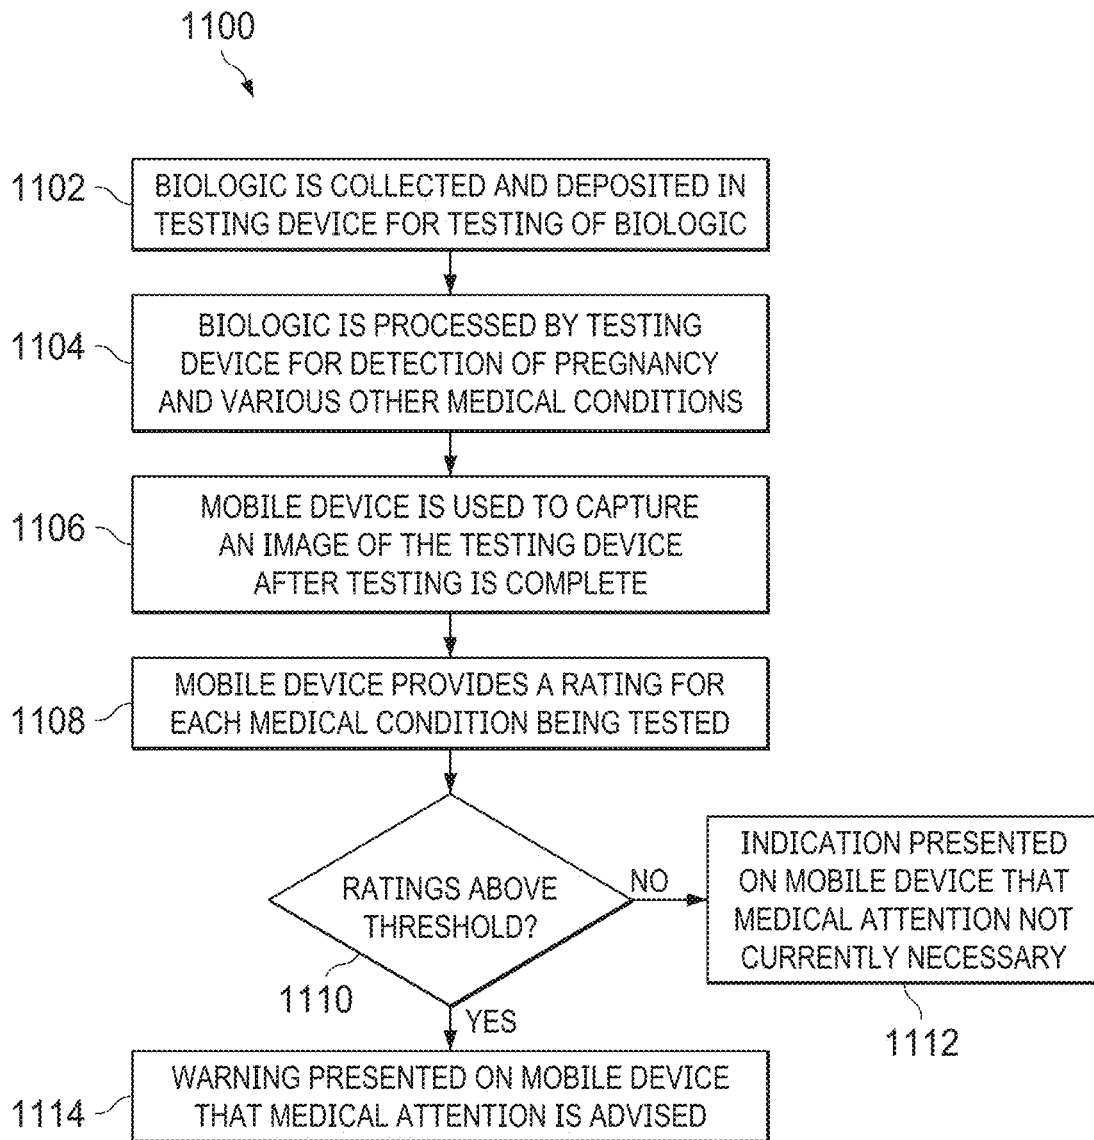 1100
1102
BIOLOGIC IS COLLECTED AND DEPOSITED IN
TESTING DEVICE FOR TESTING OF BIOLOGIC
1104
BIOLOGIC IS PROCESSED BY TESTING
DEVICE FOR DETECTION OF PREGNANCY
AND VARIOUS OTHER MEDICAL CONDITIONS
1106
MOBILE DEVICE IS USED TO CAPTURE
AN IMAGE OF THE TESTING DEVICE
AFTER TESTING IS COMPLETE
1108
MOBILE DEVICE PROVIDES A RATING FOR
EACH MEDICAL CONDITION BEING TESTED
RATINGS ABOVE
THRESHOLD?
1110
NO
INDICATION PRESENTED
ON MOBILE DEVICE THAT
MEDICAL ATTENTION NOT
CURRENTLY NECESSARY
1112
YES
1114
WARNING PRESENTED ON MOBILE DEVICE
THAT MEDICAL ATTENTION IS ADVISED